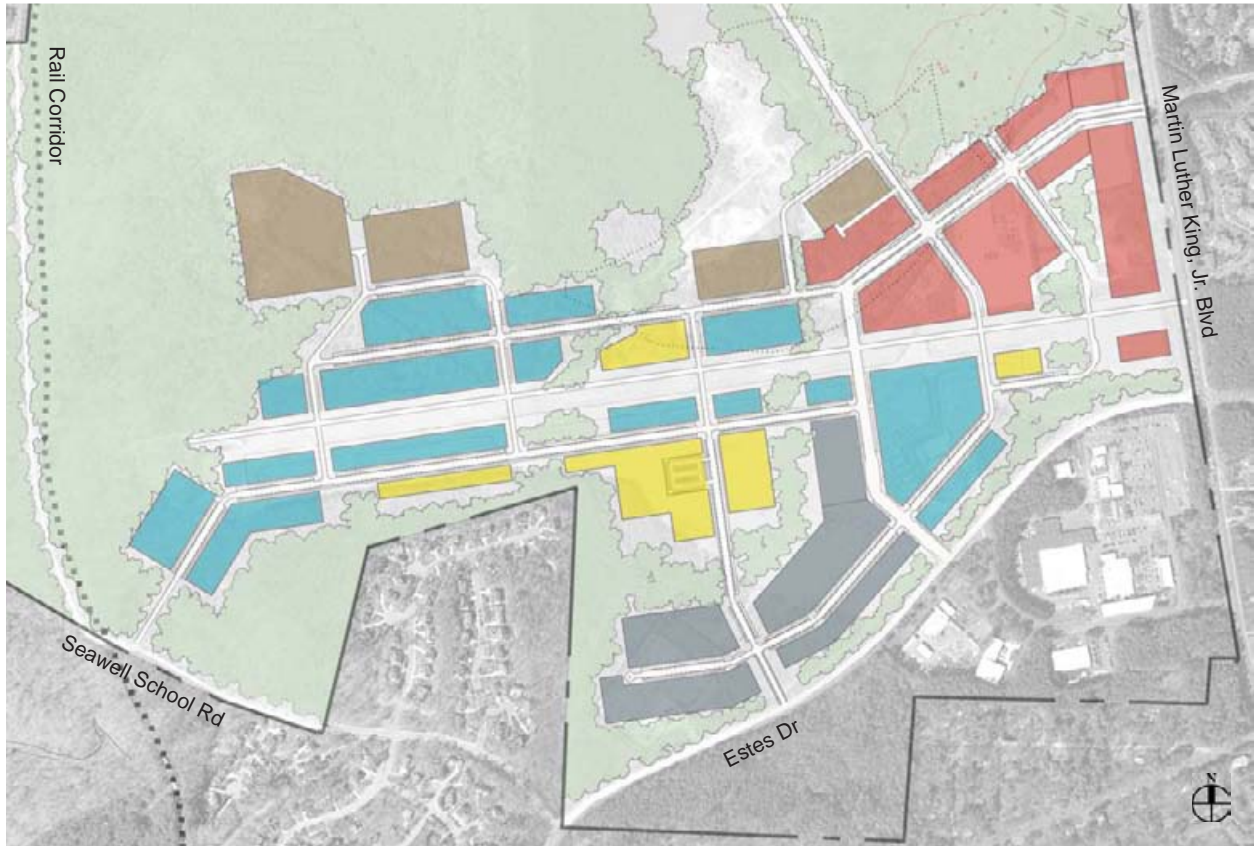 Rail Corridor
Martin Luther King, Jr. Blvd
Seawell School Rd
Estes Dr
N